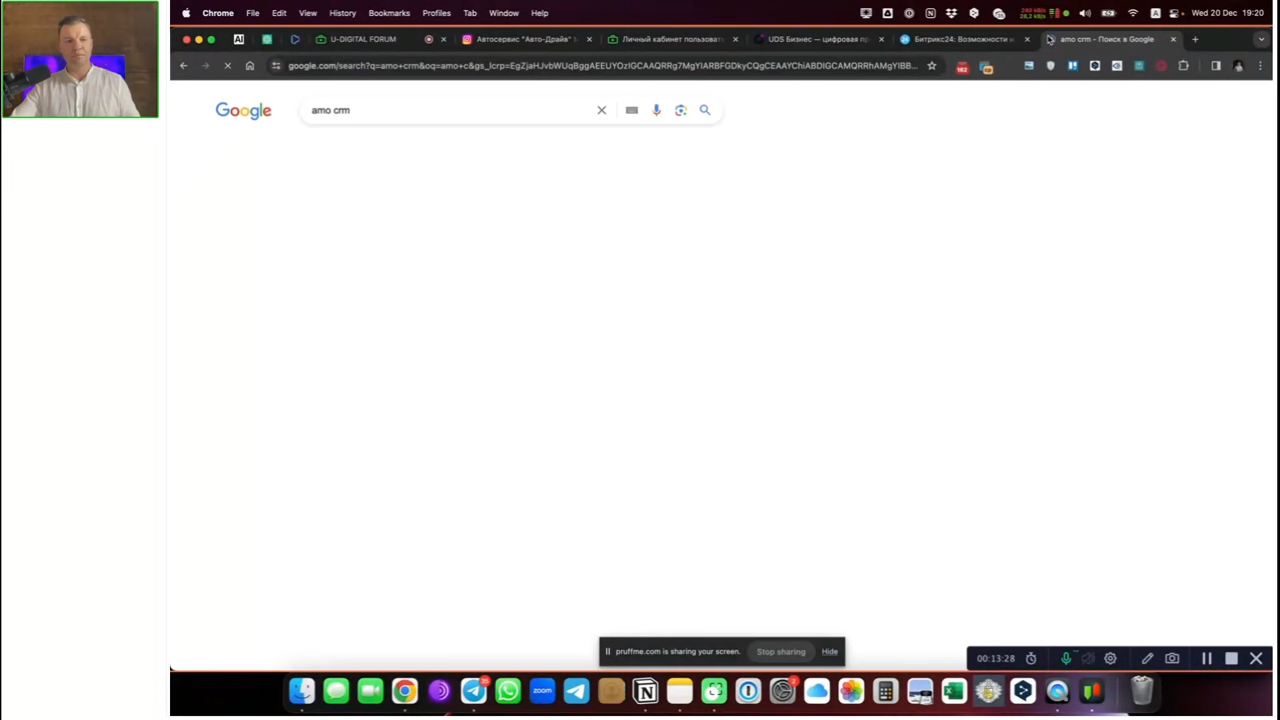 Chrome File Edit View History Bookmarks Profiles Tab Window Help
Wed 20 Dec 19:20
AI
U-DIGITAL FORUM
Автосервис "Авто-Драйв"
Личный кабинет пользоват
UDS Бизнес — цифровая п
Битрикс24: Возможности и
amo crm - Поиск в Google
Google
amo crm
pruffme.com is sharing your screen. Stop sharing Hide
00:13:28
zoom